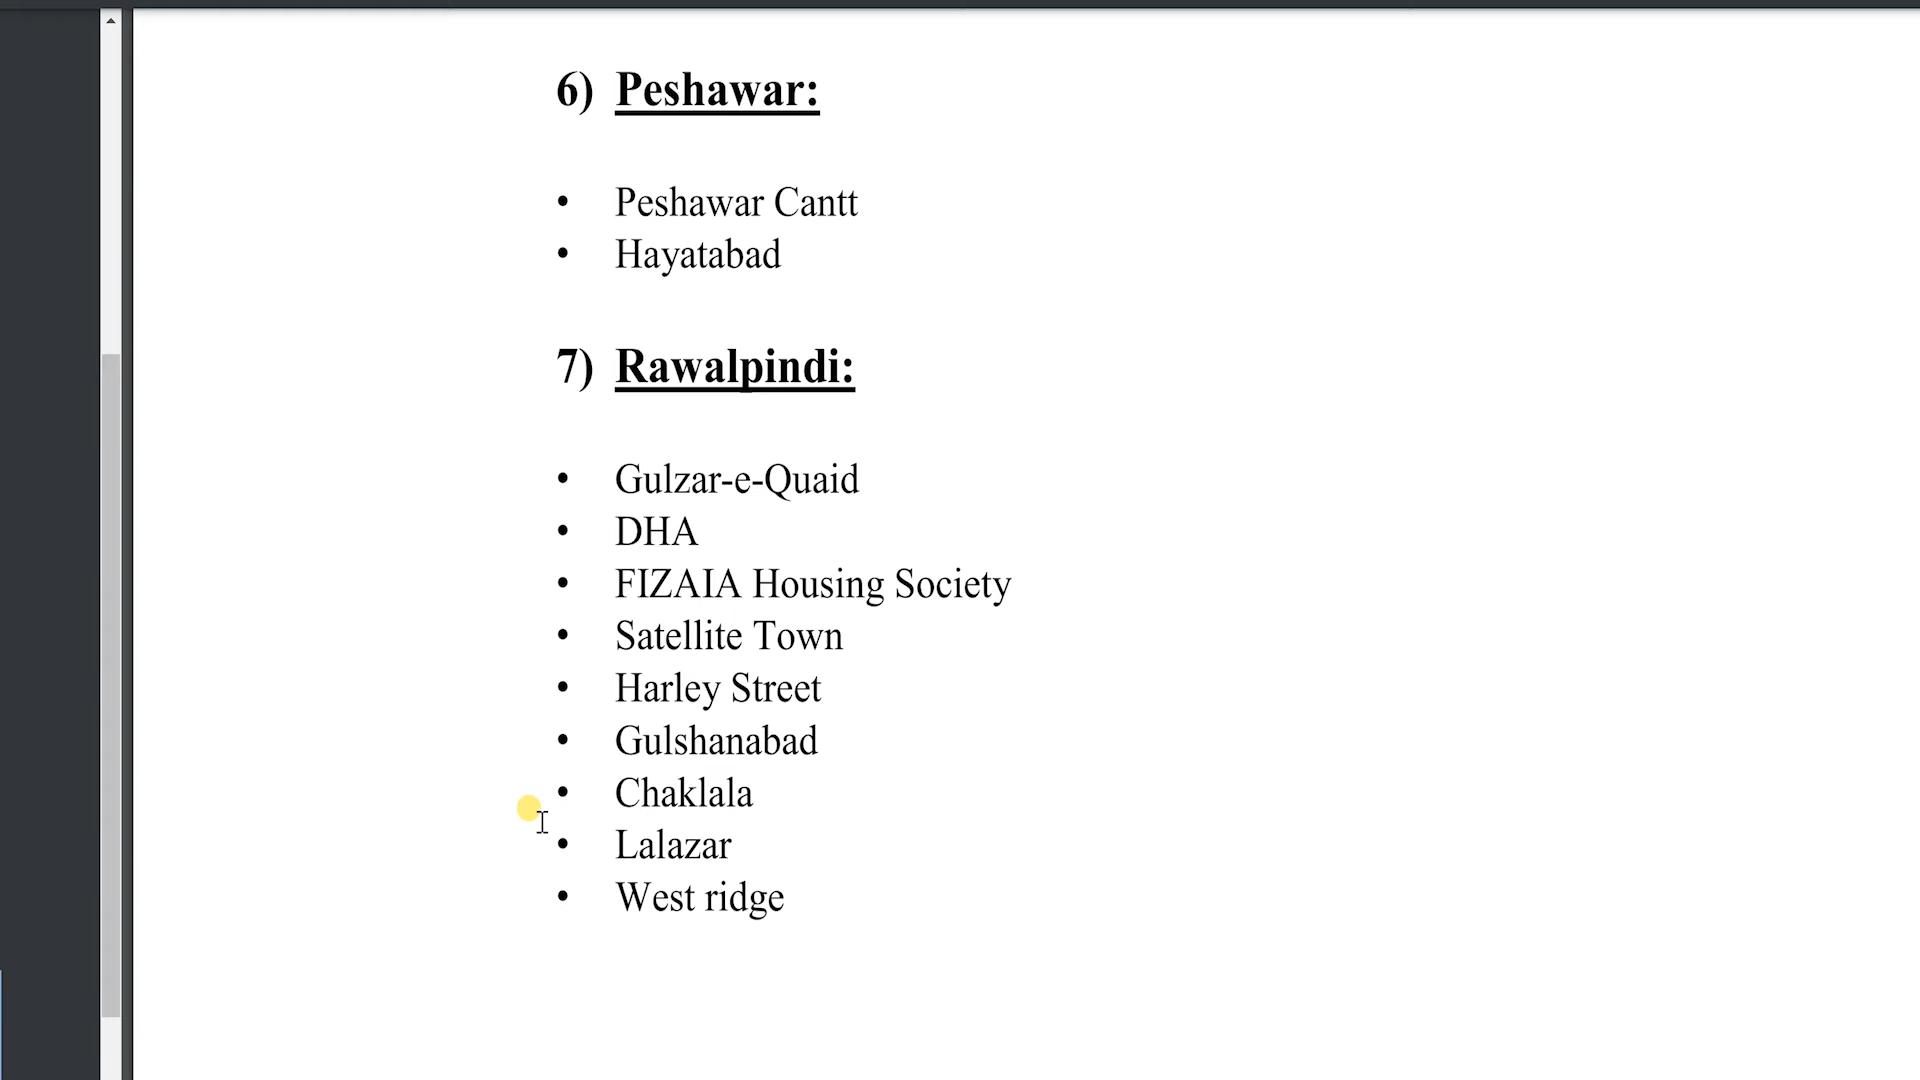 6) Peshawar:
• Peshawar Cantt
• Hayatabad
7) Rawalpindi:
• Gulzar-e-Quaid
• DHA
• FIZAIA Housing Society
• Satellite Town
• Harley Street
• Gulshanabad
• Chaklala
• Lalazar
• West ridge